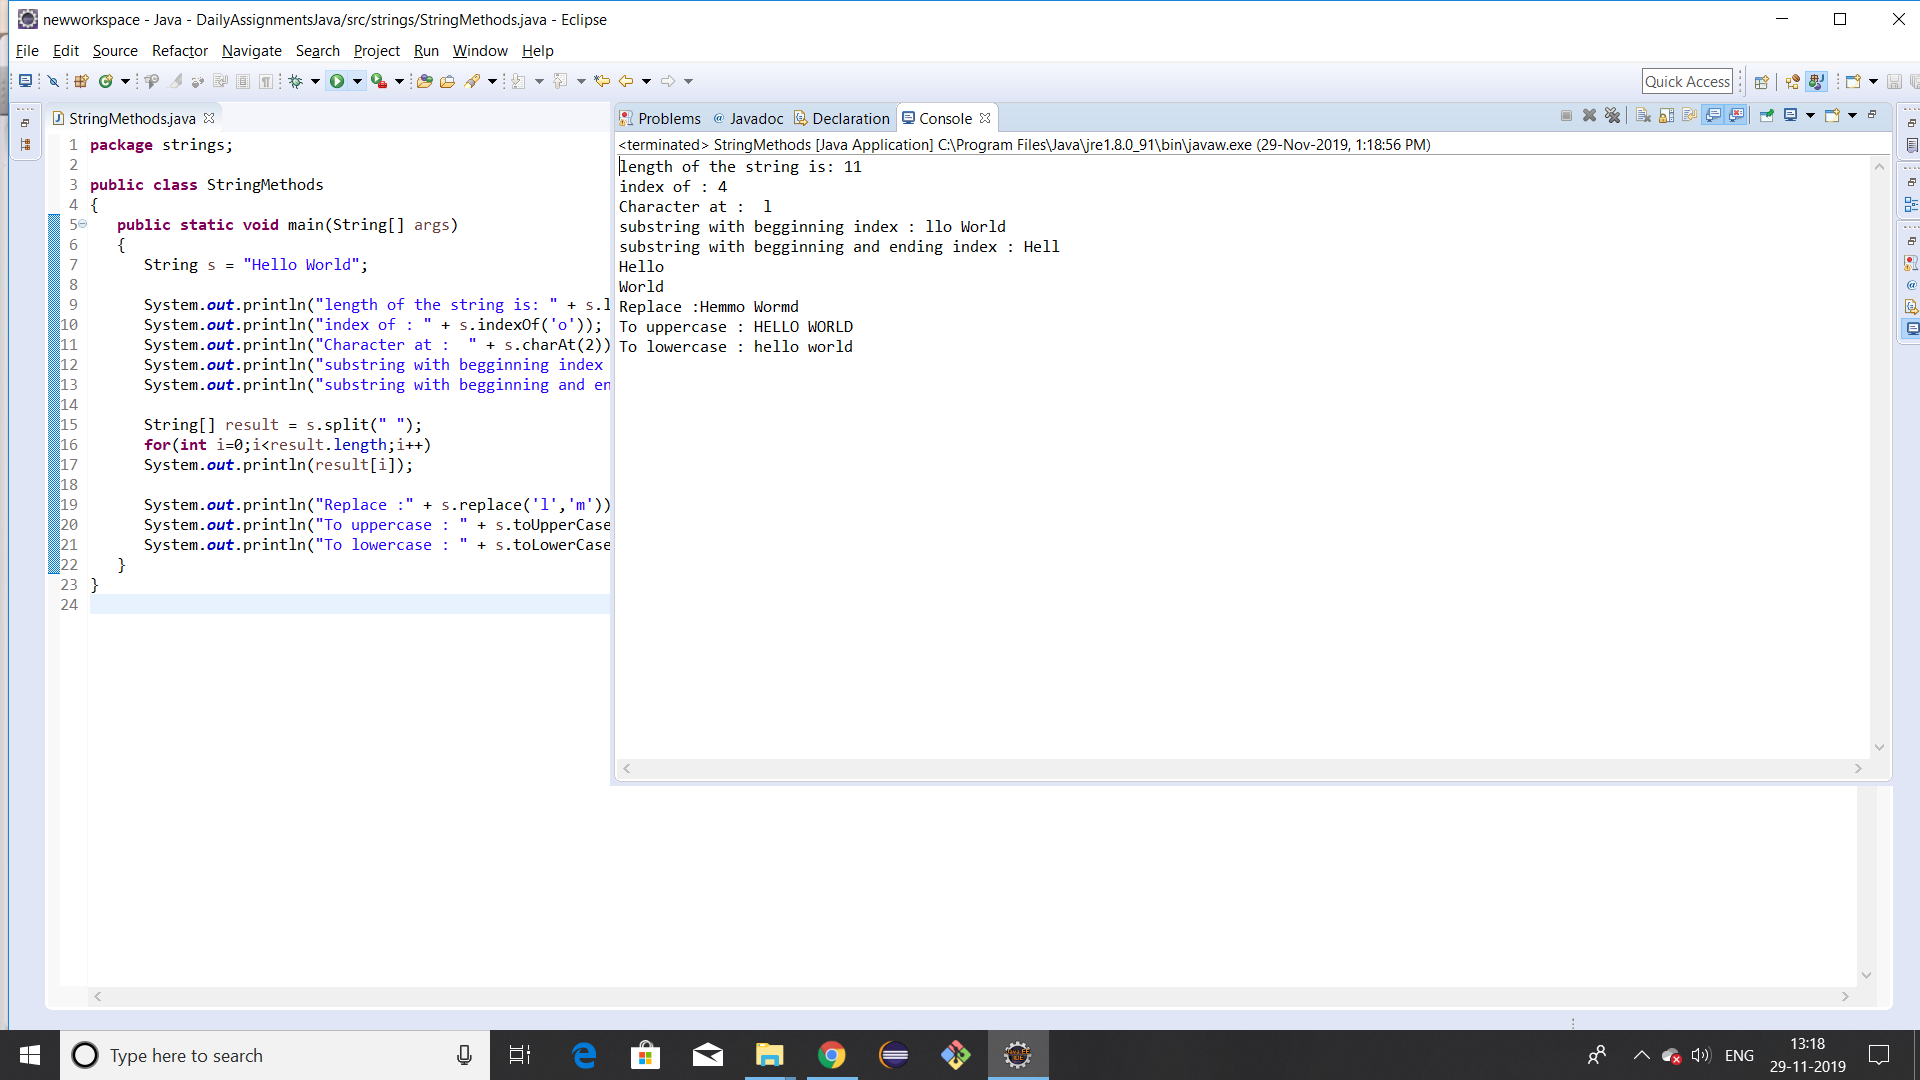 newworkspace - Java - DailyAssignmentsJava/src/strings/StringMethods.java - Eclipse
File Edit Source Refactor Navigate Search Project Run Window Help
Quick Access
StringMethods.java
1 package strings;
2
3 public class StringMethods
4 {
5 public static void main(String[] args)
6 {
7 String s = "Hello World";
8
9 System.out.println("length of the string is: " + s.l
10 System.out.println("index of : " + s.indexOf('o'));
11 System.out.println("Character at :  " + s.charAt(2))
12 System.out.println("substring with begginning index
13 System.out.println("substring with begginning and en
14
15 String[] result = s.split(" ");
16 for(int i=0;i<result.length;i++)
17 System.out.println(result[i]);
18
19 System.out.println("Replace :" + s.replace('l','m'))
20 System.out.println("To uppercase : " + s.toUpperCase
21 System.out.println("To lowercase : " + s.toLowerCase
22 }
23 }
24
Problems @ Javadoc Declaration Console
<terminated> StringMethods [Java Application] C:\Program Files\Java\jre1.8.0_91\bin\javaw.exe (29-Nov-2019, 1:18:56 PM)
length of the string is: 11
index of : 4
Character at :  l
substring with begginning index : llo World
substring with begginning and ending index : Hell
Hello
World
Replace :Hemmo Wormd
To uppercase : HELLO WORLD
To lowercase : hello world
Type here to search
ENG
13:18
29-11-2019